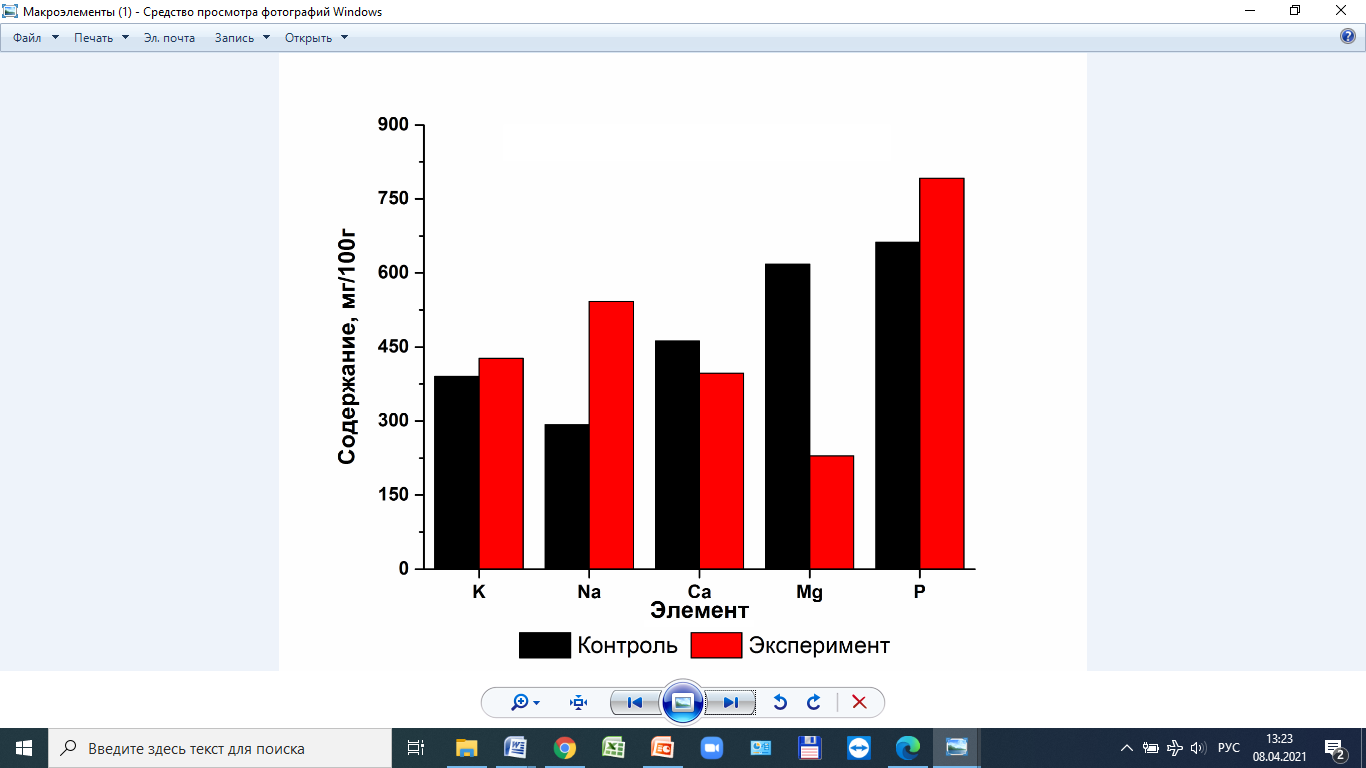 Макроэлементы (1) - Средство просмотра фотографий Windows
Файл Печать Эл. почта Запись Открыть
900
750
600
450
300
150
0
Содержание, мг/100г
K Na Ca Mg P
Элемент
Контроль Эксперимент
Введите здесь текст для поиска
РУС
13:23
08.04.2021
2